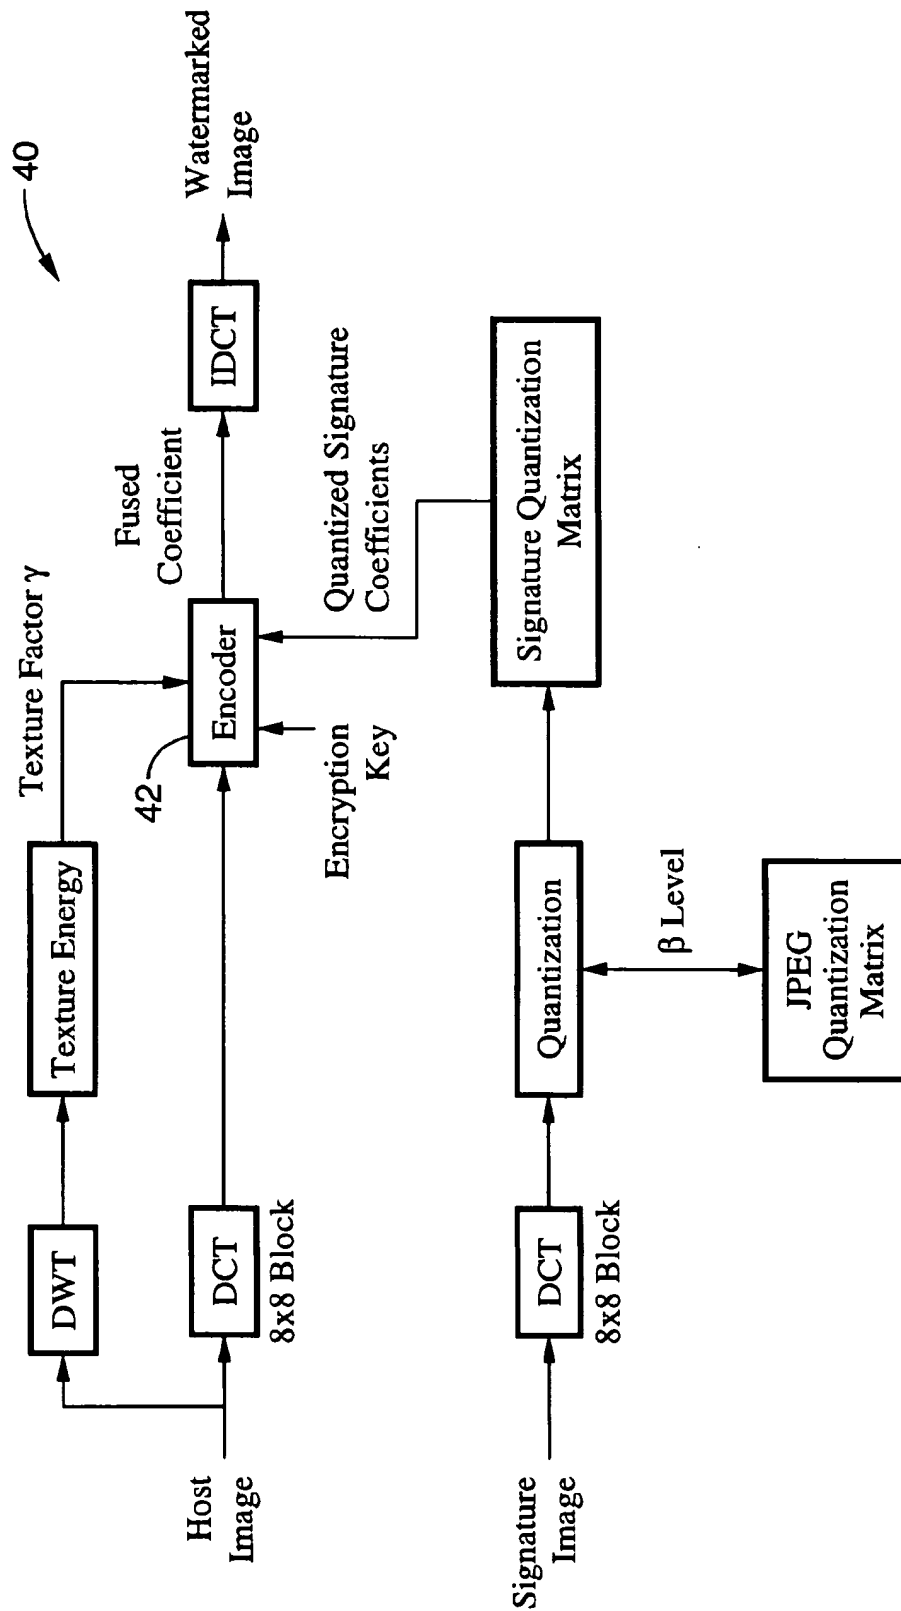 40
DWT
Texture Energy
Texture Factor γ
Host
Image
DCT
8x8 Block
42
Encoder
Encryption
Key
Fused
Coefficient
IDCT
Watermarked
Image
Quantized Signature
Coefficients
Signature
Image
DCT
8x8 Block
Quantization
Signature Quantization
Matrix
β Level
JPEG
Quantization
Matrix